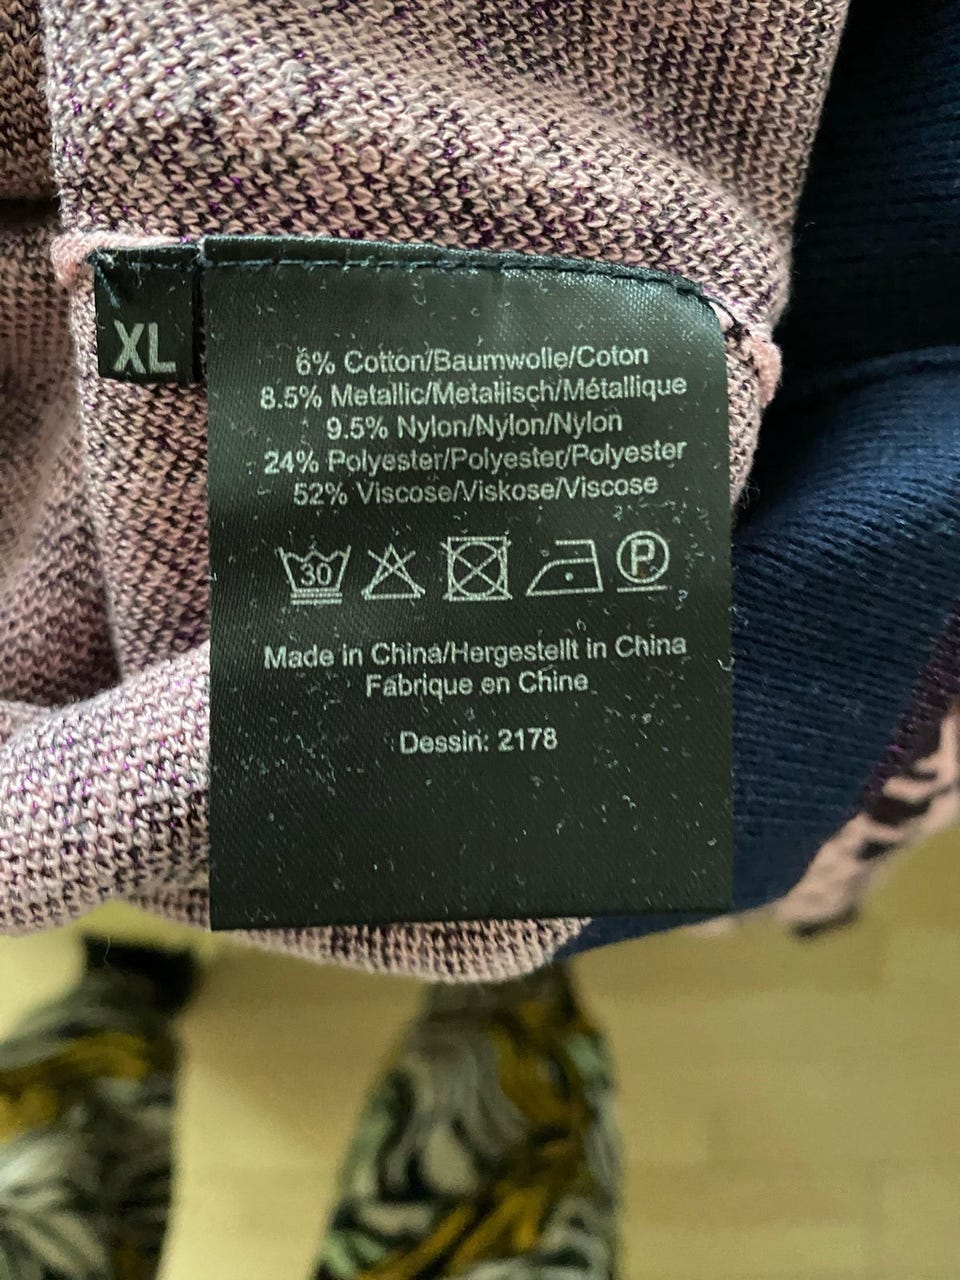 XL
6% Cotton/Baumwolle/Coton
8.5% Metallic/Metallisch/Métallique
9.5% Nylon/Nylon/Nylon
24% Polyester/Polyester/Polyester
52% Viscose/Viskose/Viscose
30 P
Made in China/Hergestellt in China
Fabrique en Chine
Dessin: 2178